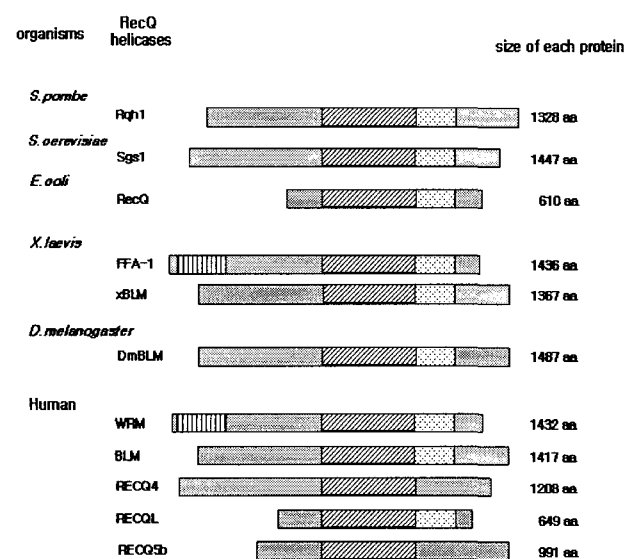 organisms
RecQ
helicases
size of each protein
S. pombe
Rqh1 1328 aa
S. cerevisiae
Sgs1 1447 aa
E. coli
RecQ 610 aa
X. laevis
FFA-1 1436 aa
xBLM 1367 aa
D. melanogaster
DmBLM 1487 aa
Human
WRN 1432 aa
BLM 1417 aa
RECQ4 1208 aa
RECQL 649 aa
RECQ5b 991 aa